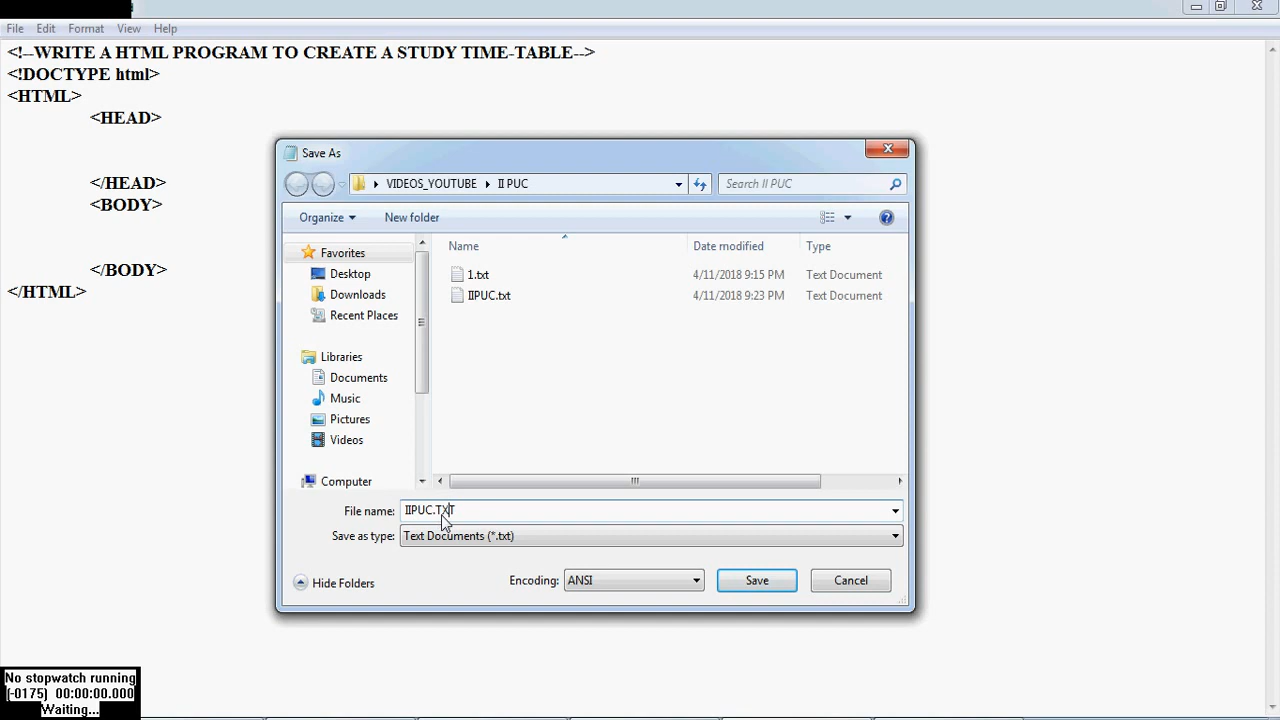 File Edit Format View Help
<!--WRITE A HTML PROGRAM TO CREATE A STUDY TIME-TABLE-->
<!DOCTYPE html>
<HTML>
<HEAD>
</HEAD>
<BODY>
</BODY>
</HTML>
Save As
VIDEOS_YOUTUBE II PUC Search II PUC
Organize New folder
Name Date modified Type
Favorites
Desktop
Downloads
Recent Places
Libraries
Documents
Music
Pictures
Videos
Computer
1.txt 4/11/2018 9:15 PM Text Document
IIPUC.txt 4/11/2018 9:23 PM Text Document
File name: IIPUC.TXT
Save as type: Text Documents (*.txt)
Hide Folders Encoding: ANSI Save Cancel
No stopwatch running
[-0175) 00:00:00.000
Waiting...